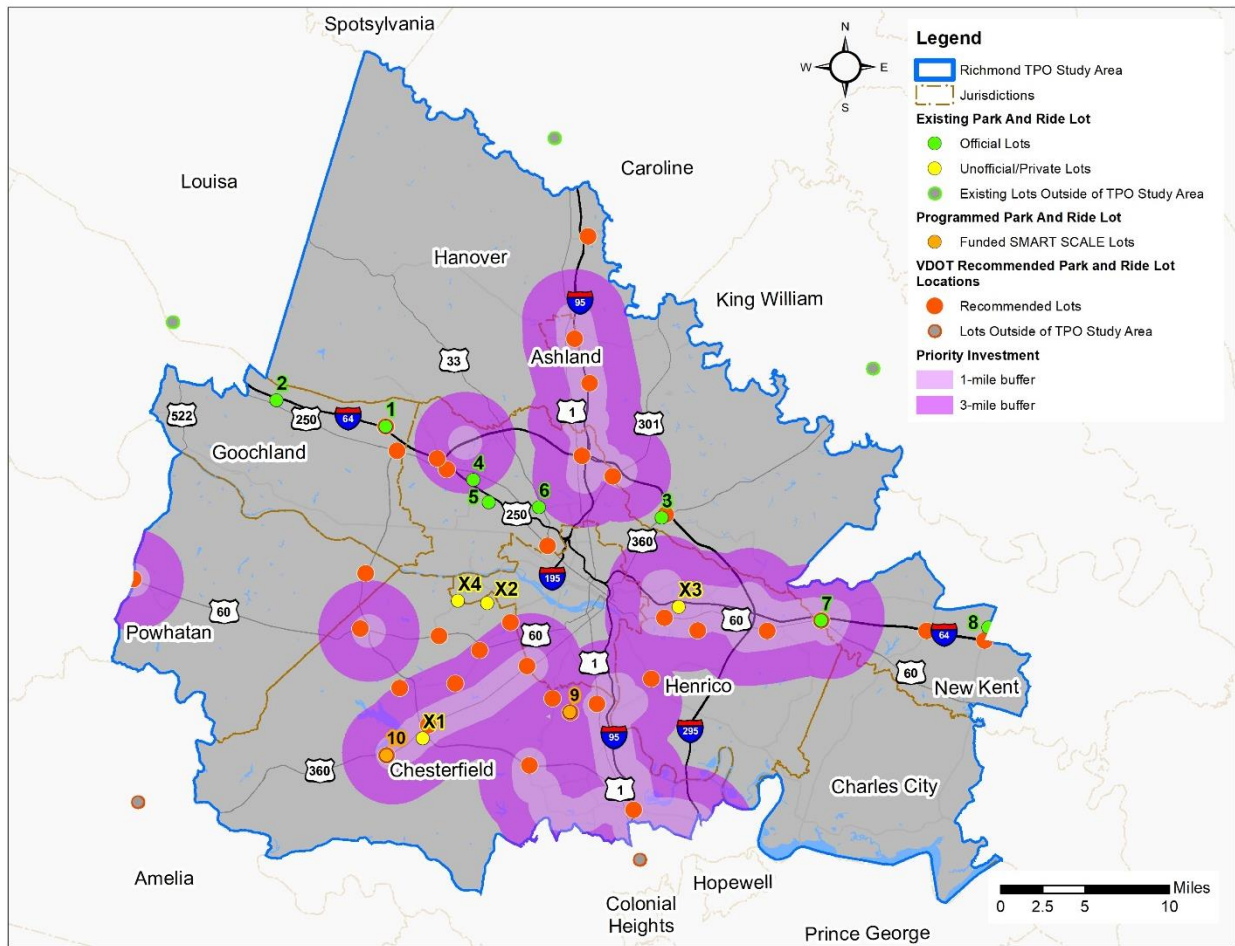 Spotsylvania
N
W E
S
Legend
Richmond TPO Study Area
Jurisdictions
Existing Park And Ride Lot
Official Lots
Unofficial/Private Lots
Existing Lots Outside of TPO Study Area
Programmed Park And Ride Lot
Funded SMART SCALE Lots
VDOT Recommended Park and Ride Lot
Locations
Recommended Lots
Lots Outside of TPO Study Area
Priority Investment
1-mile buffer
3-mile buffer
Caroline
Louisa
Hanover
King William
95
33
Ashland
2
522
250
64
1
1
301
Goochland
4
5
250
6
3
360
195
X4
X2
X3
60
7
8
64
60
Powhatan
60
1
60
New Kent
Henrico
9
X1
10
95
295
360
Chesterfield
1
Charles City
Amelia
Hopewell
Colonial
Heights
Prince George
Miles
0 2.5 5 10